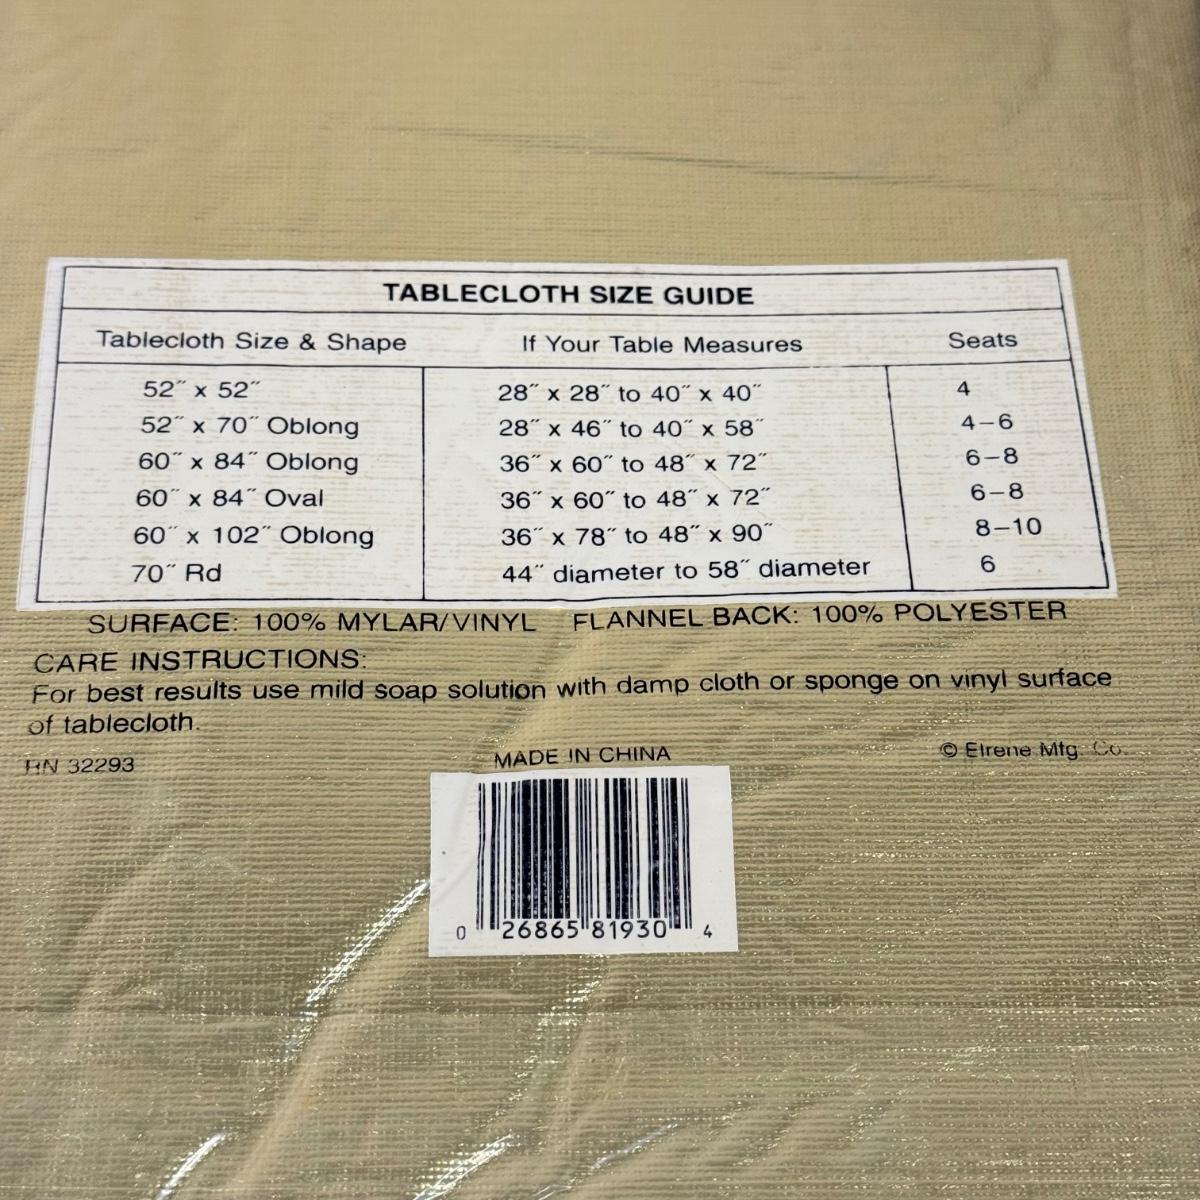 TABLECLOTH SIZE GUIDE
Tablecloth Size & Shape If Your Table Measures Seats
52˝ x 52˝ 28˝ x 28˝ to 40˝ x 40˝ 4
52˝ x 70˝ Oblong 28˝ x 46˝ to 40˝ x 58˝ 4–6
60˝ x 84˝ Oblong 36˝ x 60˝ to 48˝ x 72˝ 6–8
60˝ x 84˝ Oval 36˝ x 60˝ to 48˝ x 72˝ 6–8
60˝ x 102˝ Oblong 36˝ x 78˝ to 48˝ x 90˝ 8–10
70˝ Rd 44˝ diameter to 58˝ diameter 6
SURFACE: 100% MYLAR/VINYL FLANNEL BACK: 100% POLYESTER
CARE INSTRUCTIONS:
For best results use mild soap solution with damp cloth or sponge on vinyl surface
of tablecloth.
RN 32293 MADE IN CHINA © Elrene Mfg. Co.
0 26865 81930 4